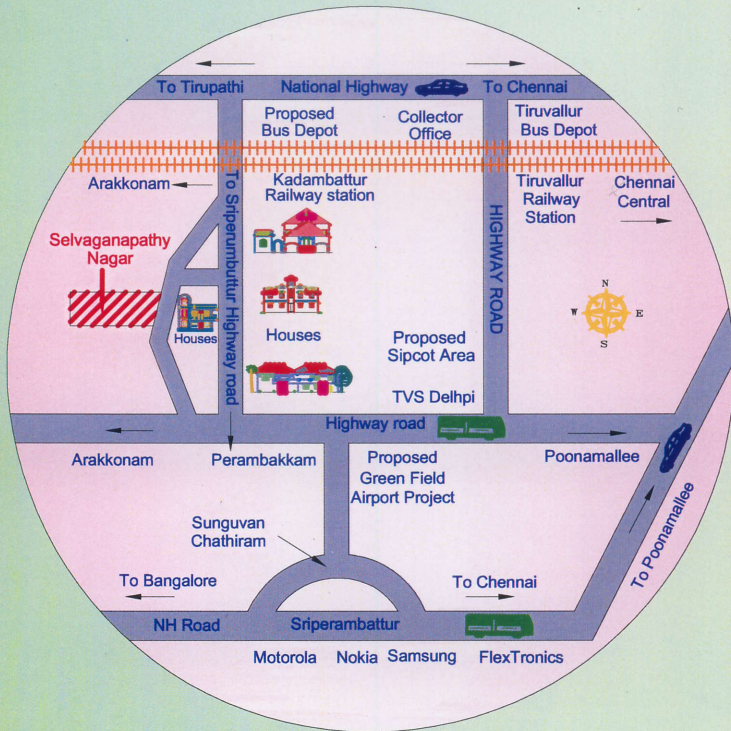 To Tirupathi
National Highway
To Chennai
Proposed
Bus Depot
Collector
Office
Tiruvallur
Bus Depot
Arakkonam
To Sriperumbuttur Highway road
Kadambattur
Railway station
HIGHWAY ROAD
Tiruvallur
Railway
Station
Chennai
Central
Selvaganapathy
Nagar
N
W
E
S
Houses
Houses
Proposed
Sipcot Area
TVS Delhpi
Highway road
Arakkonam
Perambakkam
Proposed
Green Field
Airport Project
Poonamallee
To Poonamallee
Sunguvan
Chathiram
To Bangalore
To Chennai
NH Road
Sriperambattur
Motorola
Nokia
Samsung
FlexTronics